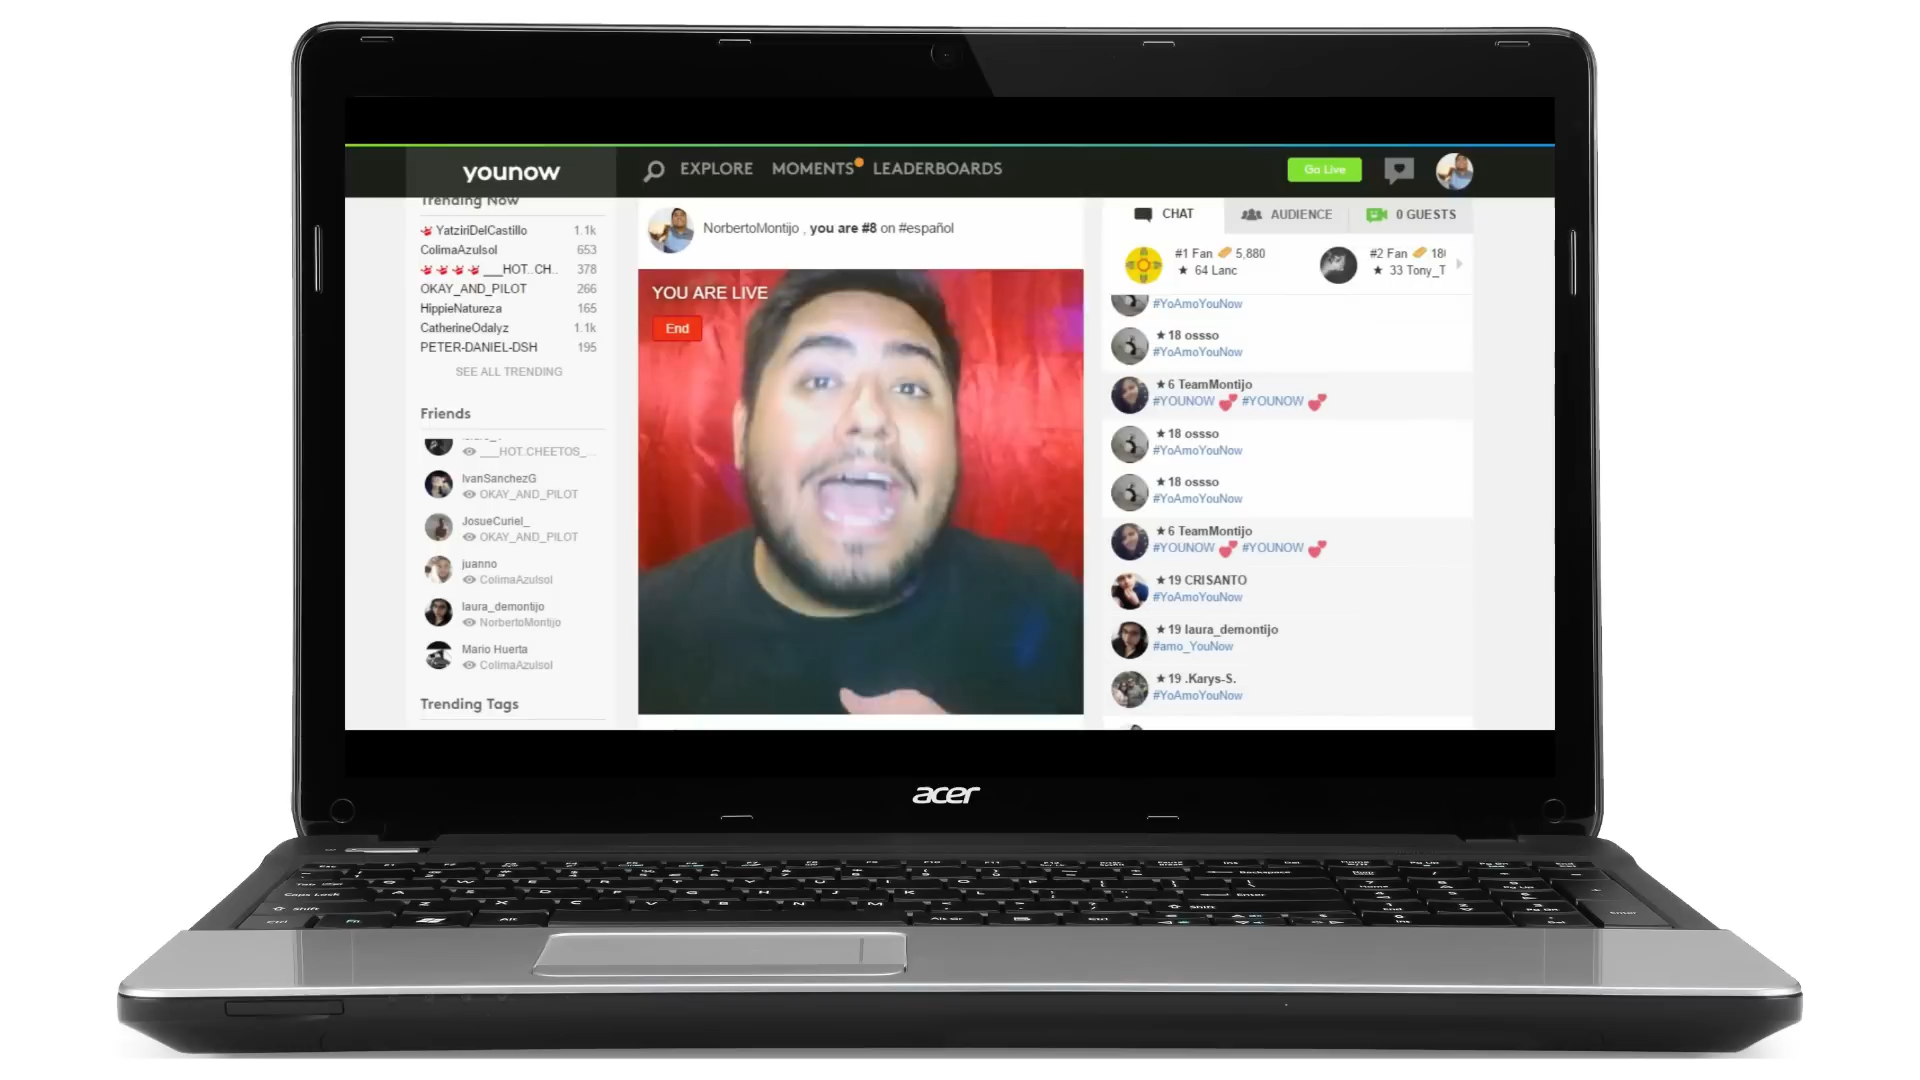 younow
EXPLORE
MOMENTS
LEADERBOARDS
Go Live
Trending Now
YatziriDelCastillo 1.1k
ColimaAzulsol 653
___HOT..CH.. 378
OKAY_AND_PILOT 266
HippieNatureza 165
CatherineOdalyz 1.1k
PETER-DANIEL-DSH 195
SEE ALL TRENDING
Friends
___HOT.CHEETOS_...
IvanSanchezG
OKAY_AND_PILOT
JosueCuriel_
OKAY_AND_PILOT
juanno
ColimaAzulsol
laura_demontijo
NorbertoMontijo
Mario Huerta
ColimaAzulsol
Trending Tags
NorbertoMontijo , you are #8 on #español
YOU ARE LIVE
End
CHAT
AUDIENCE
0 GUESTS
#1 Fan 5,880
★ 64 Lanc
#2 Fan
★ 33 Tony_T
#YoAmoYouNow
★ 18 ossso
#YoAmoYouNow
★ 6 TeamMontijo
#YOUNOW 💕 #YOUNOW 💕
★ 18 ossso
#YoAmoYouNow
★ 18 ossso
#YoAmoYouNow
★ 6 TeamMontijo
#YOUNOW 💕 #YOUNOW 💕
★ 19 CRISANTO
#YoAmoYouNow
★ 19 laura_demontijo
#amo_YouNow
★ 19 .Karys-S.
#YoAmoYouNow
acer